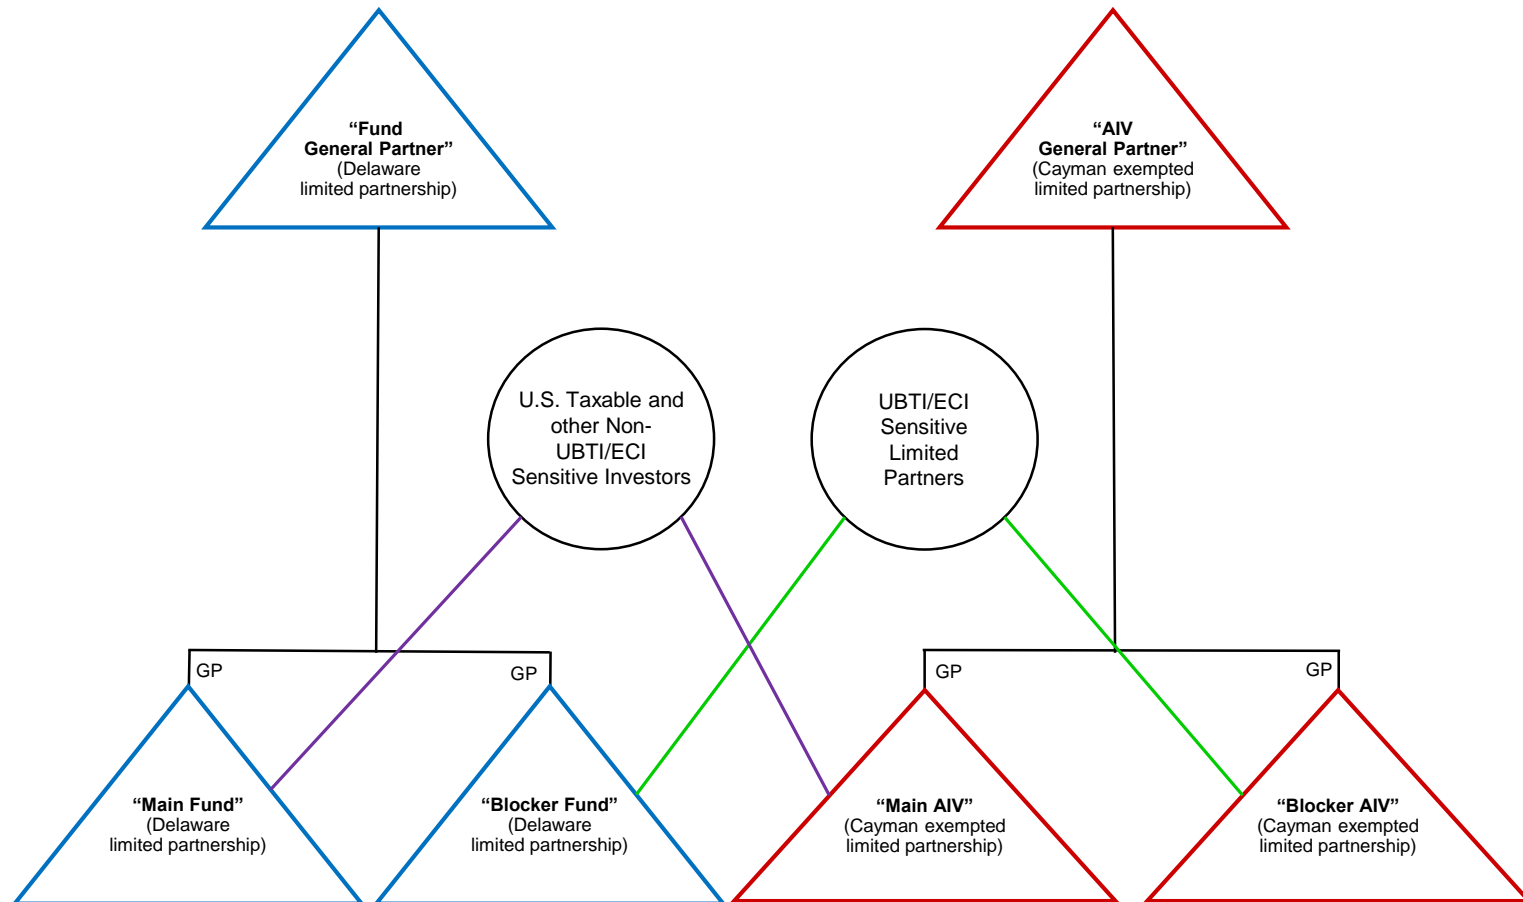 “Fund
General Partner”
(Delaware
limited partnership)
“AIV
General Partner”
(Cayman exempted
limited partnership)
U.S. Taxable and
other Non-
UBTI/ECI
Sensitive Investors
UBTI/ECI
Sensitive
Limited
Partners
GP
GP
GP
GP
“Main Fund”
(Delaware
limited partnership)
“Blocker Fund”
(Delaware
limited partnership)
“Main AIV”
(Cayman exempted
limited partnership)
“Blocker AIV”
(Cayman exempted
limited partnership)